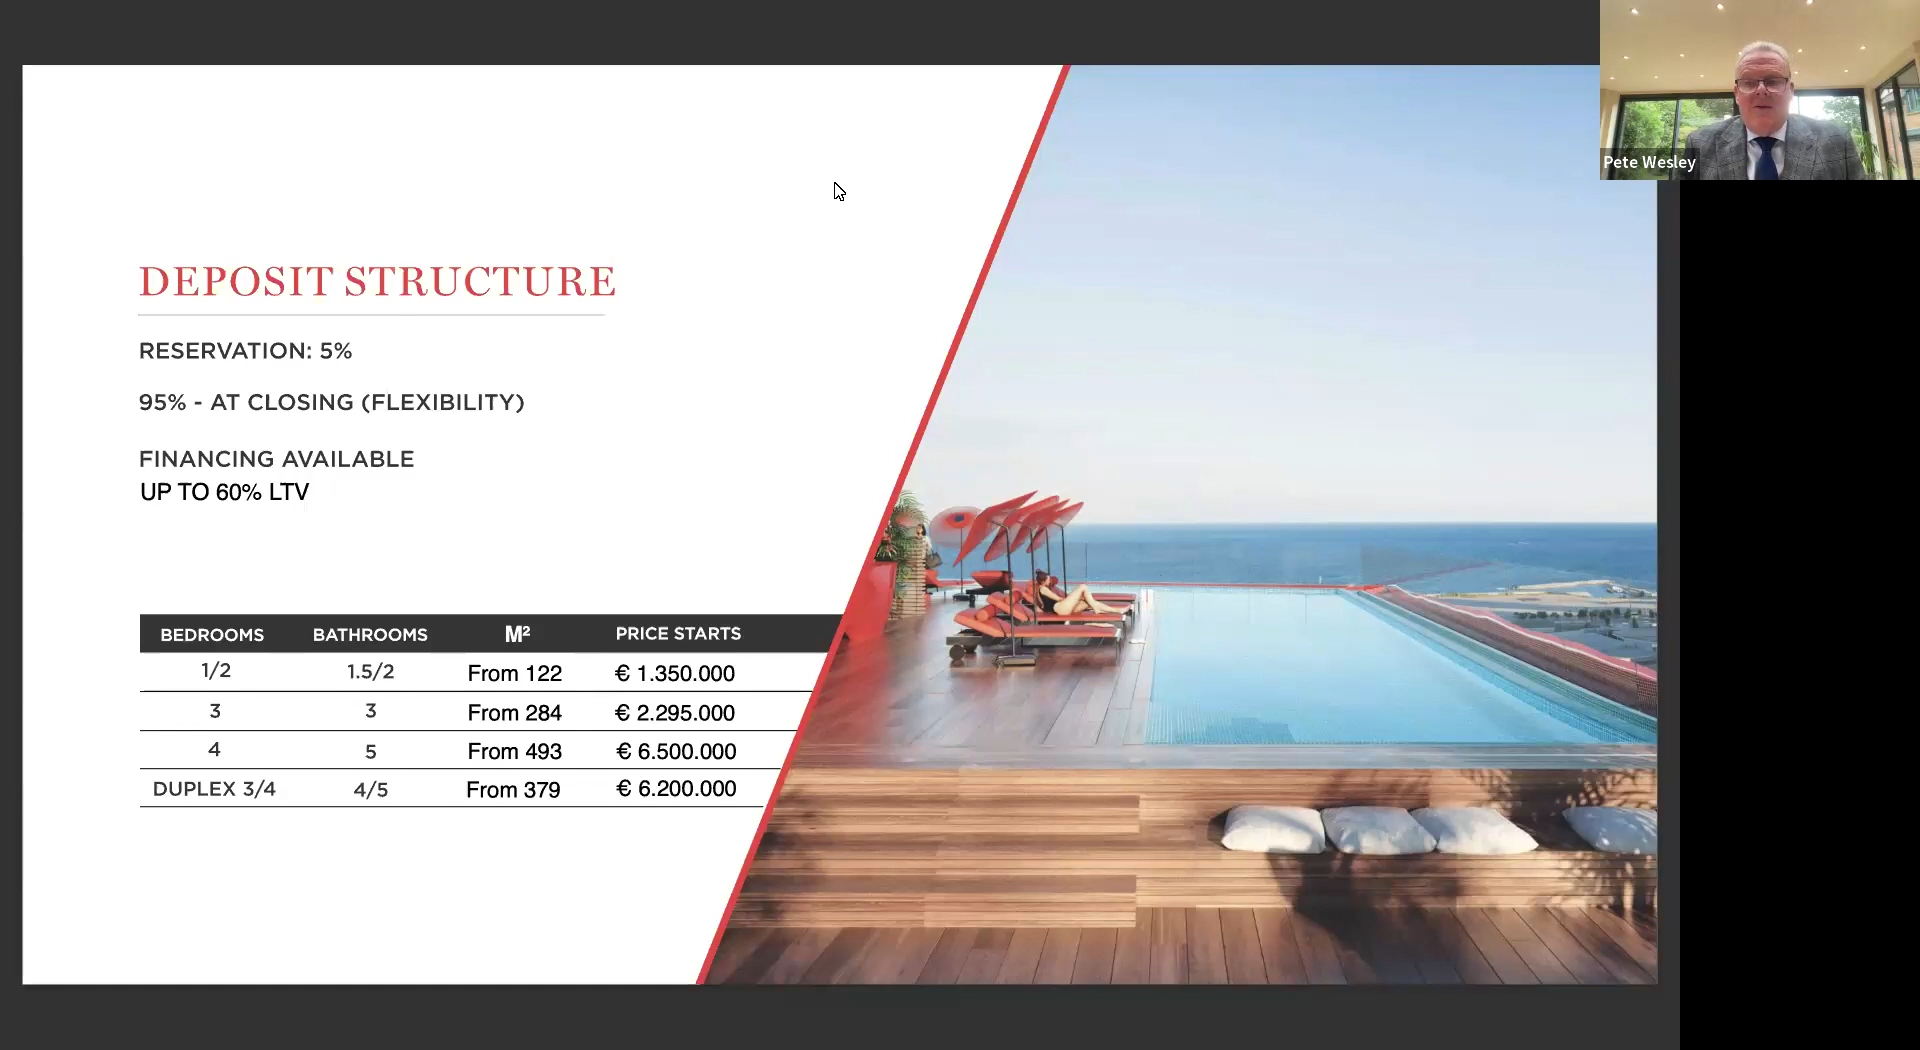 DEPOSIT STRUCTURE
RESERVATION: 5%
95% - AT CLOSING (FLEXIBILITY)
FINANCING AVAILABLE
UP TO 60% LTV
BEDROOMS BATHROOMS M² PRICE STARTS
1/2 1.5/2 From 122 € 1.350.000
3 3 From 284 € 2.295.000
4 5 From 493 € 6.500.000
DUPLEX 3/4 4/5 From 379 € 6.200.000
Pete Wesley